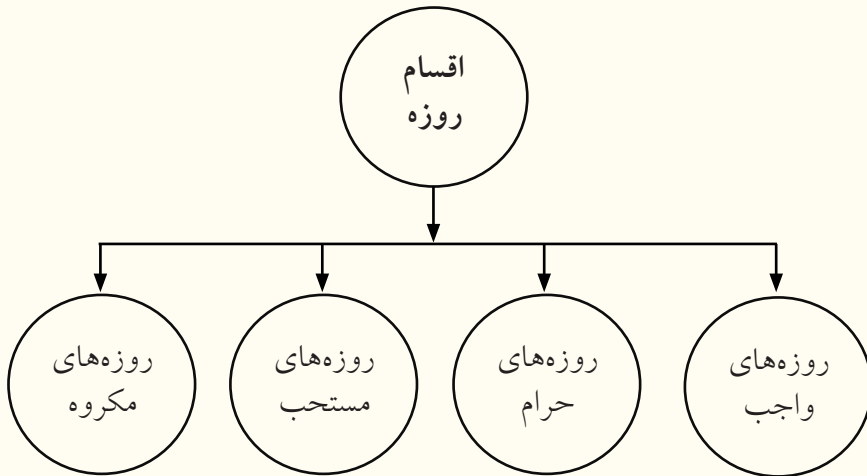 اقسام
روزه
روزه‌های
واجب
روزه‌های
حرام
روزه‌های
مستحب
روزه‌های
مکروه